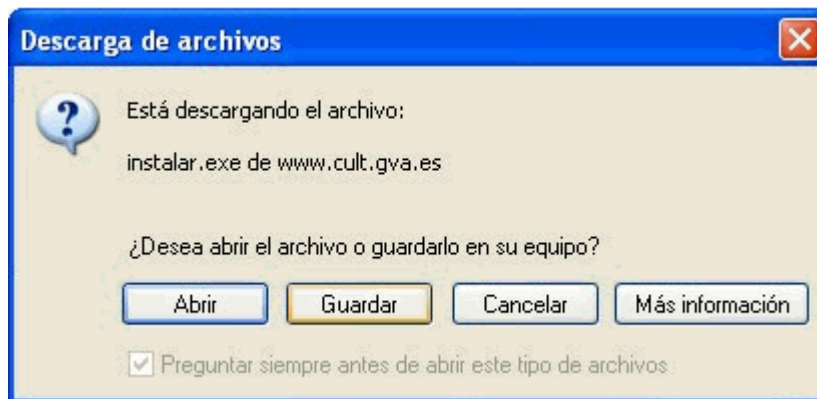 Descarga de archivos
Está descargando el archivo:
instalar.exe de www.cult.gva.es
¿Desea abrir el archivo o guardarlo en su equipo?
Abrir Guardar Cancelar Más información
Preguntar siempre antes de abrir este tipo de archivos